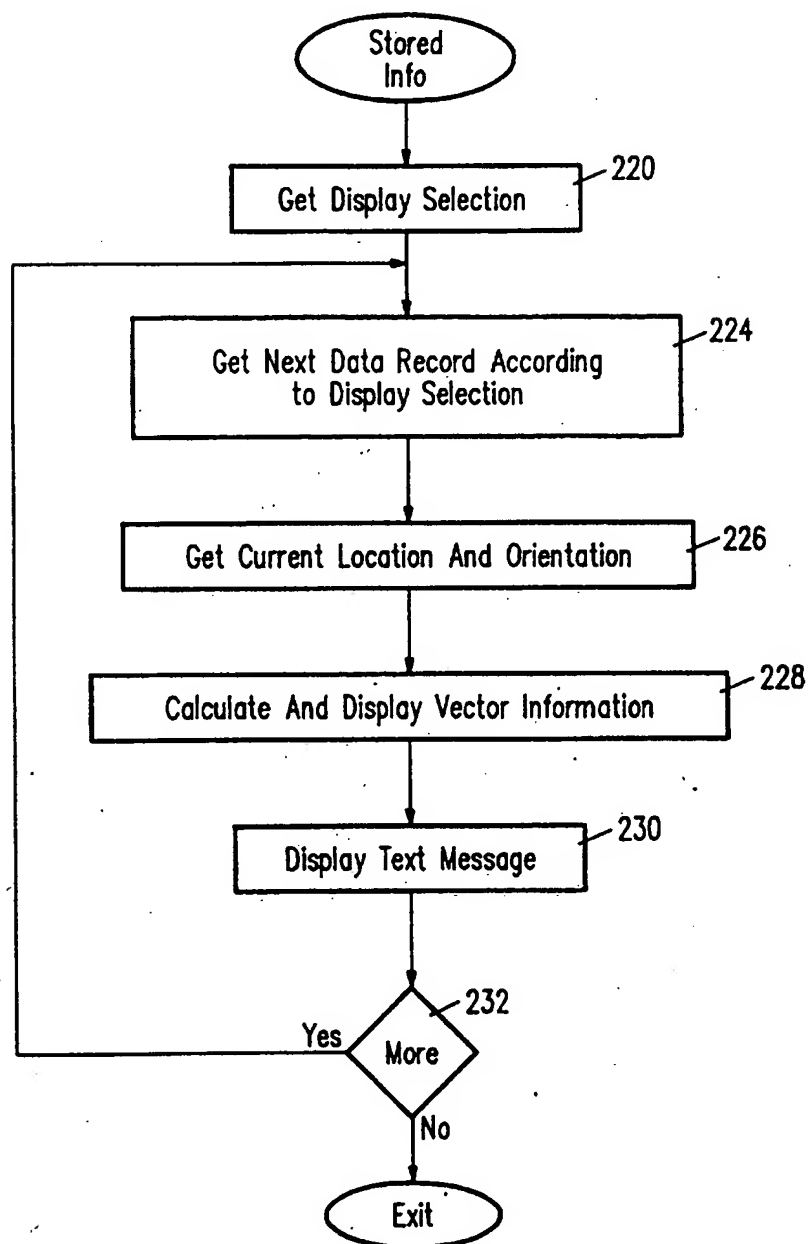 Stored
Info
220
Get Display Selection
224
Get Next Data Record According
to Display Selection
226
Get Current Location And Orientation
228
Calculate And Display Vector Information
230
Display Text Message
232
Yes
More
No
Exit